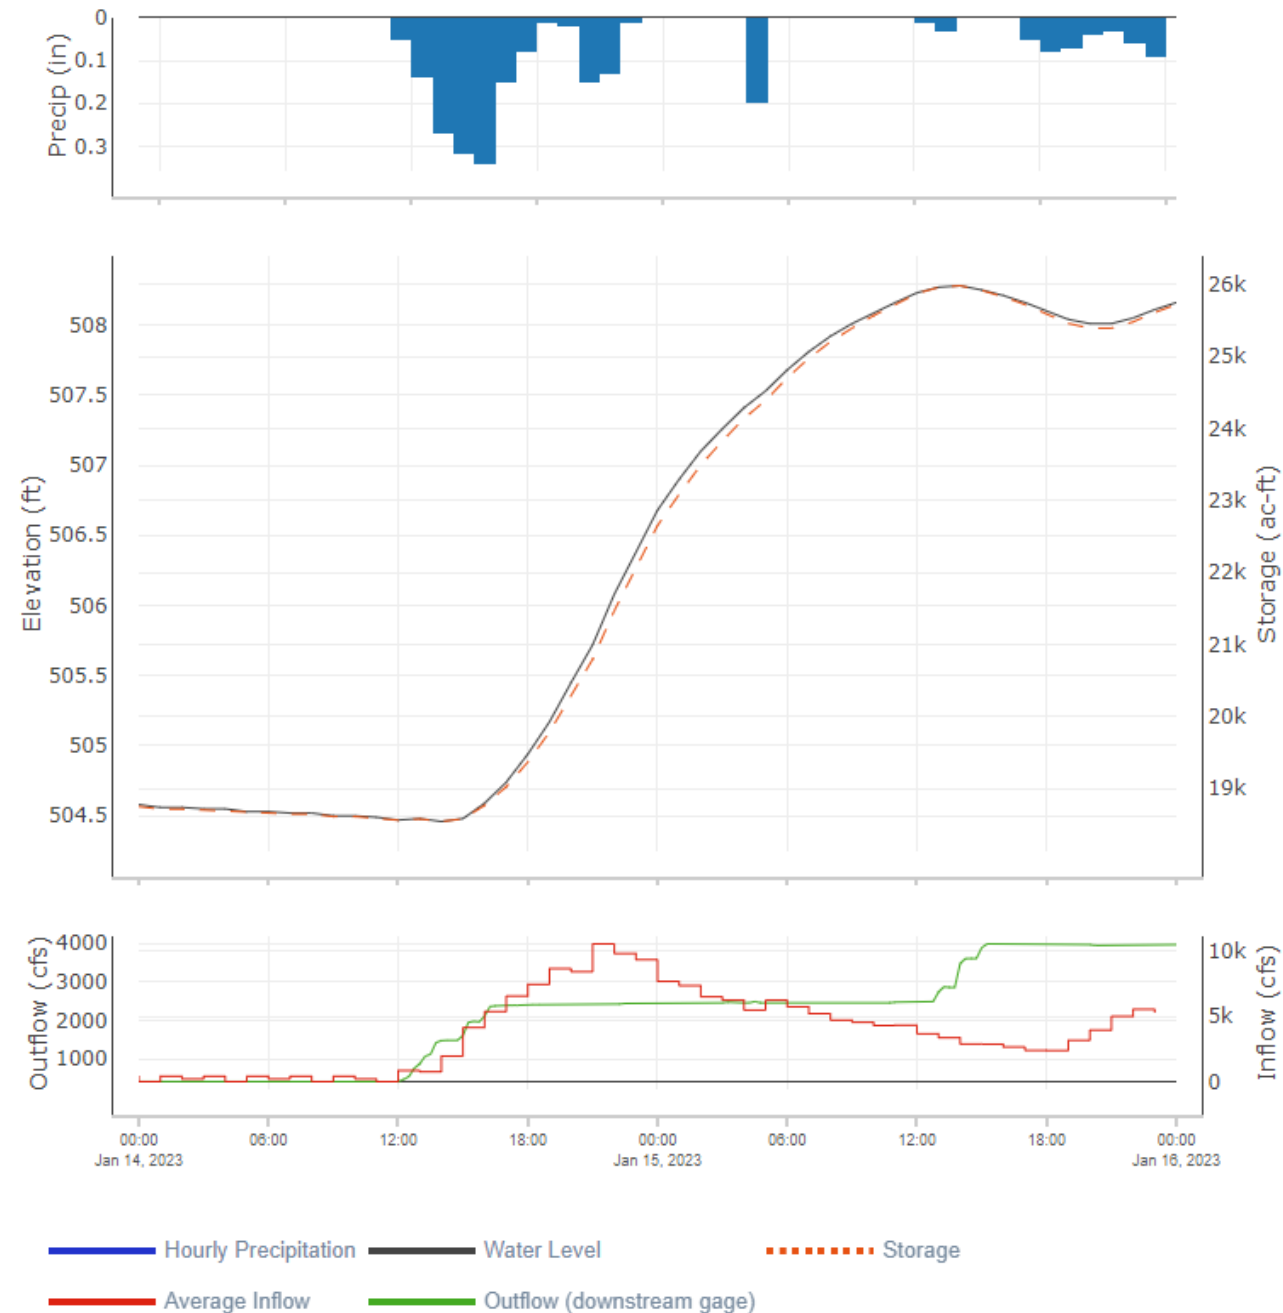 Precip (in)
0
0.1
0.2
0.3
Elevation (ft)
508
507.5
507
506.5
506
505.5
505
504.5
Storage (ac-ft)
26k
25k
24k
23k
22k
21k
20k
19k
Outflow (cfs)
4000
3000
2000
1000
Inflow (cfs)
10k
5k
0
00:00 06:00 12:00 18:00 00:00 06:00 12:00 18:00 00:00
Jan 14, 2023 Jan 15, 2023 Jan 16, 2023
Hourly Precipitation Water Level Storage
Average Inflow Outflow (downstream gage)